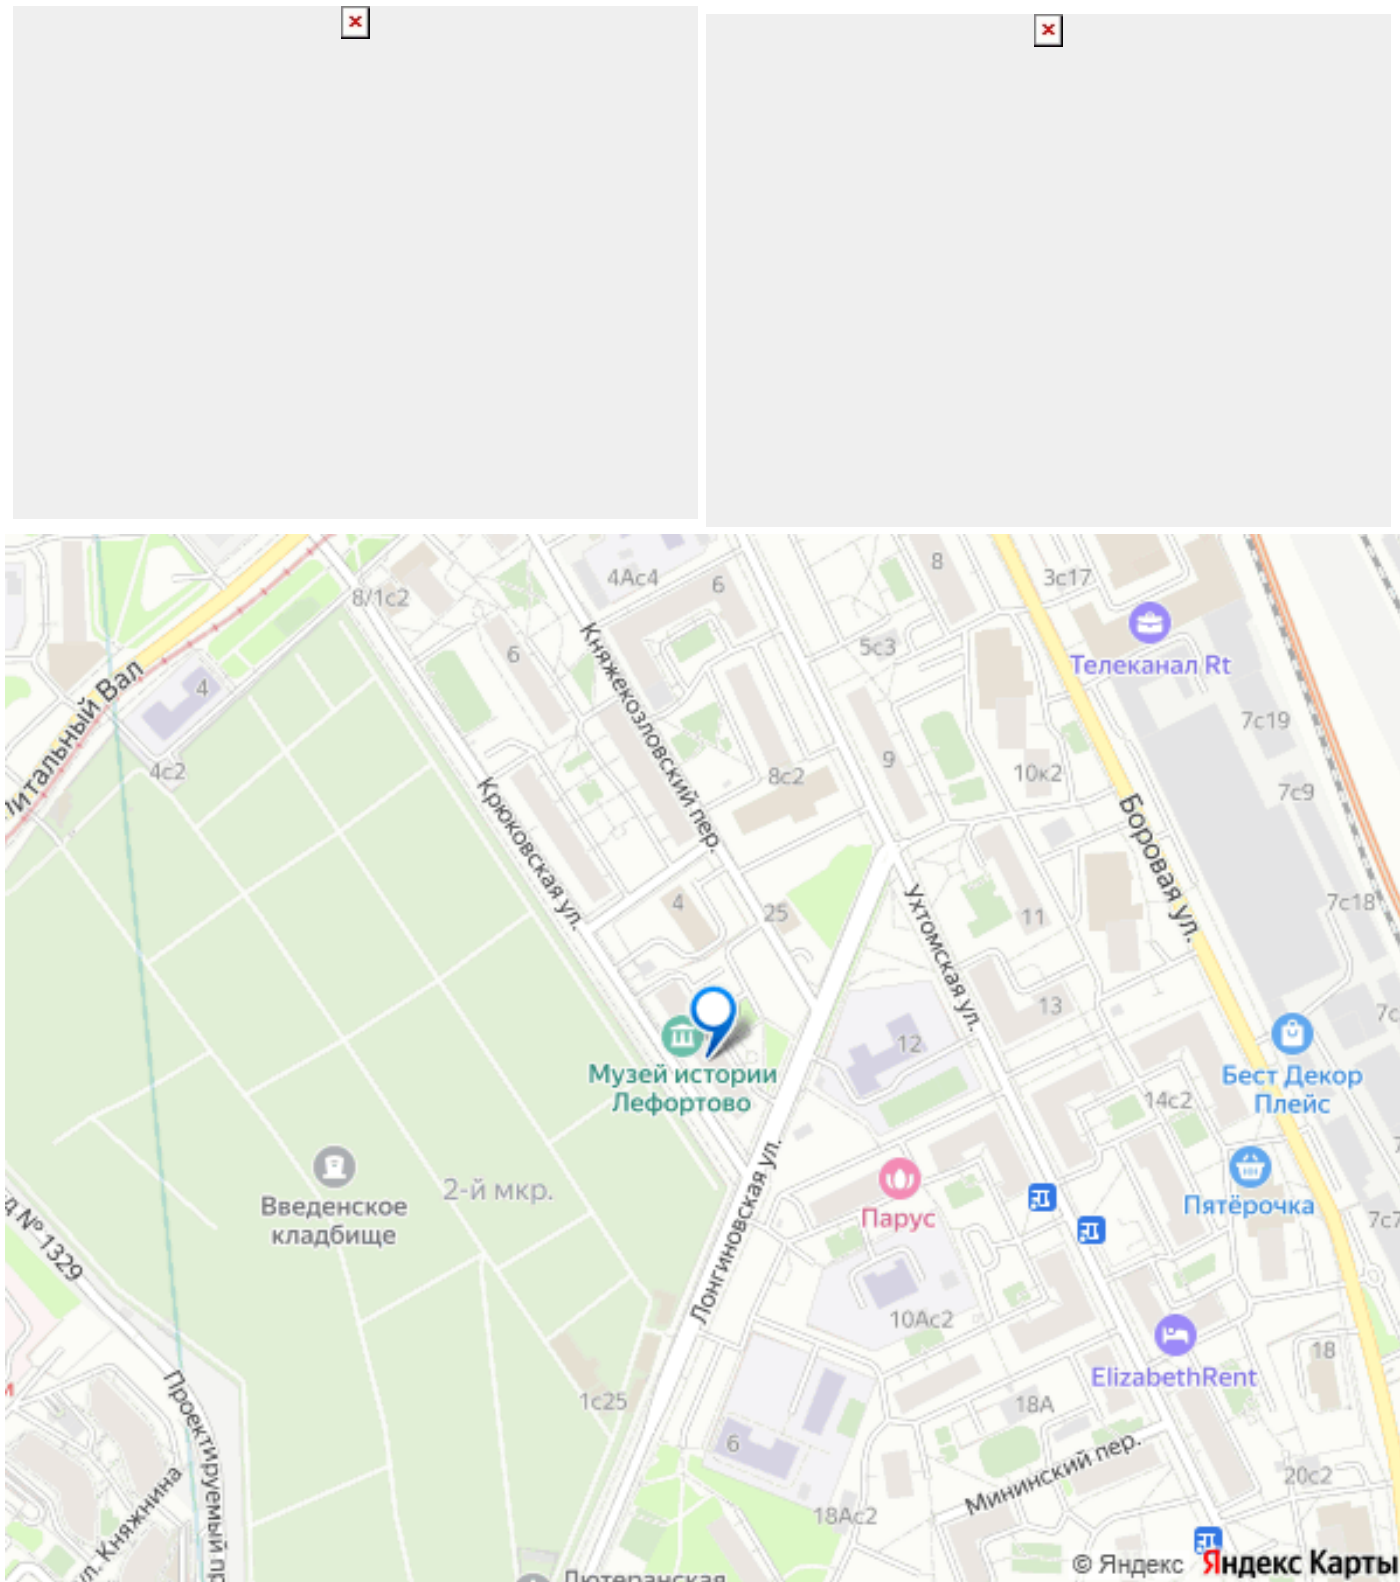 4Ас4
6
8
3с17
8/1с2
Телеканал Rt
5с3
6
Княжекозловский пер.
4
7с19
4с2
8с2
9
10к2
7с9
Крюковская ул.
Боровая ул.
4
25
11
7с18
Ухтомская ул.
13
12
Музей истории
Лефортово
Бест Декор
Плейс
14с2
Введенское
кладбище
2-й мкр.
Парус
Пятёрочка
Лонгиновская ул.
10Ас2
ElizabethRent
18
1с25
18А
6
Мининский пер.
20с2
18Ас2
Проектируемый пр
ул. Княжнина
№ 1329
Вал
© Яндекс Яндекс Карты